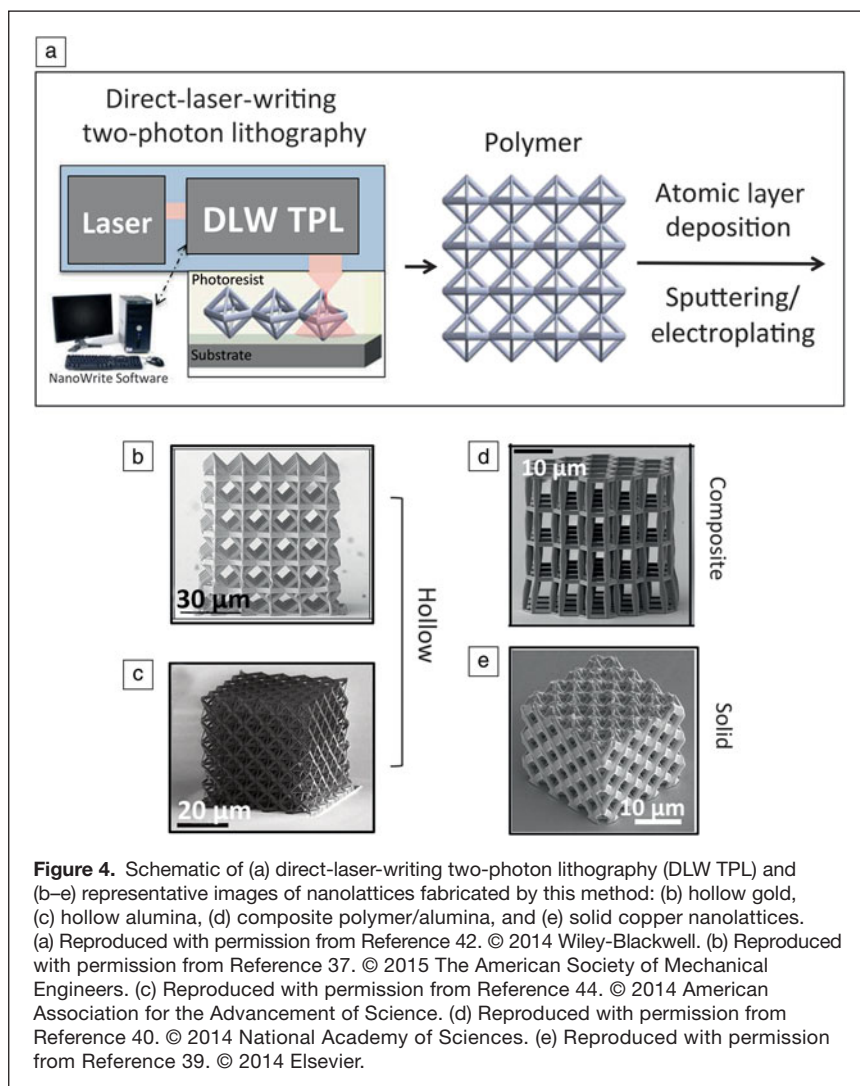 a
Direct-laser-writing
two-photon lithography
Laser
DLW TPL
Photoresist
Substrate
NanoWrite Software
Polymer
Atomic layer
deposition
Sputtering/
electroplating
b
30 µm
c
20 µm
Hollow
d
10 µm
Composite
e
10 µm
Solid
Figure 4. Schematic of (a) direct-laser-writing two-photon lithography (DLW TPL) and
(b–e) representative images of nanolattices fabricated by this method: (b) hollow gold,
(c) hollow alumina, (d) composite polymer/alumina, and (e) solid copper nanolattices.
(a) Reproduced with permission from Reference 42. © 2014 Wiley-Blackwell. (b) Reproduced
with permission from Reference 37. © 2015 The American Society of Mechanical
Engineers. (c) Reproduced with permission from Reference 44. © 2014 American
Association for the Advancement of Science. (d) Reproduced with permission from
Reference 40. © 2014 National Academy of Sciences. (e) Reproduced with permission
from Reference 39. © 2014 Elsevier.